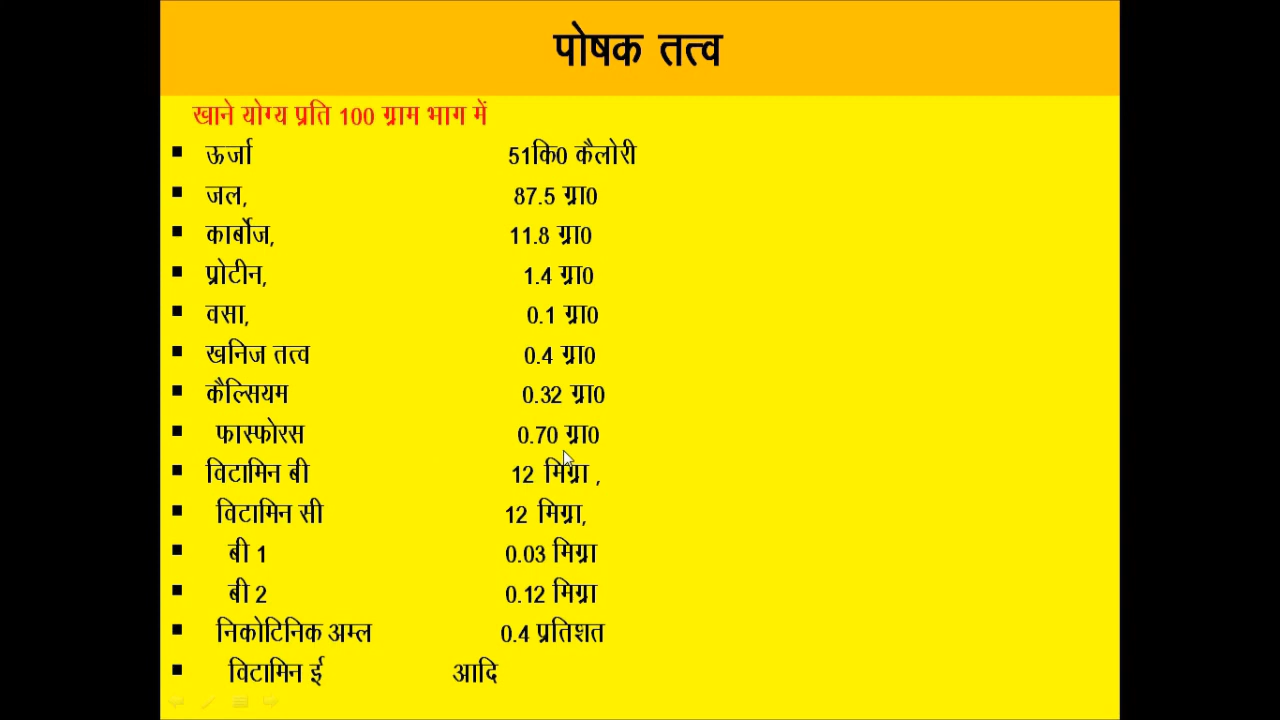 पोषक तत्व
खाने योग्य प्रति 100 ग्राम भाग में
▪ ऊर्जा 51कि0 कैलोरी
▪ जल, 87.5 ग्रा0
▪ कार्बोज, 11.8 ग्रा0
▪ प्रोटीन, 1.4 ग्रा0
▪ वसा, 0.1 ग्रा0
▪ खनिज तत्व 0.4 ग्रा0
▪ कैल्सियम 0.32 ग्रा0
▪ फास्फोरस 0.70 ग्रा0
▪ विटामिन बी 12 मिग्रा ,
▪ विटामिन सी 12 मिग्रा,
▪ बी 1 0.03 मिग्रा
▪ बी 2 0.12 मिग्रा
▪ निकोटिनिक अम्ल 0.4 प्रतिशत
▪ विटामिन ई आदि